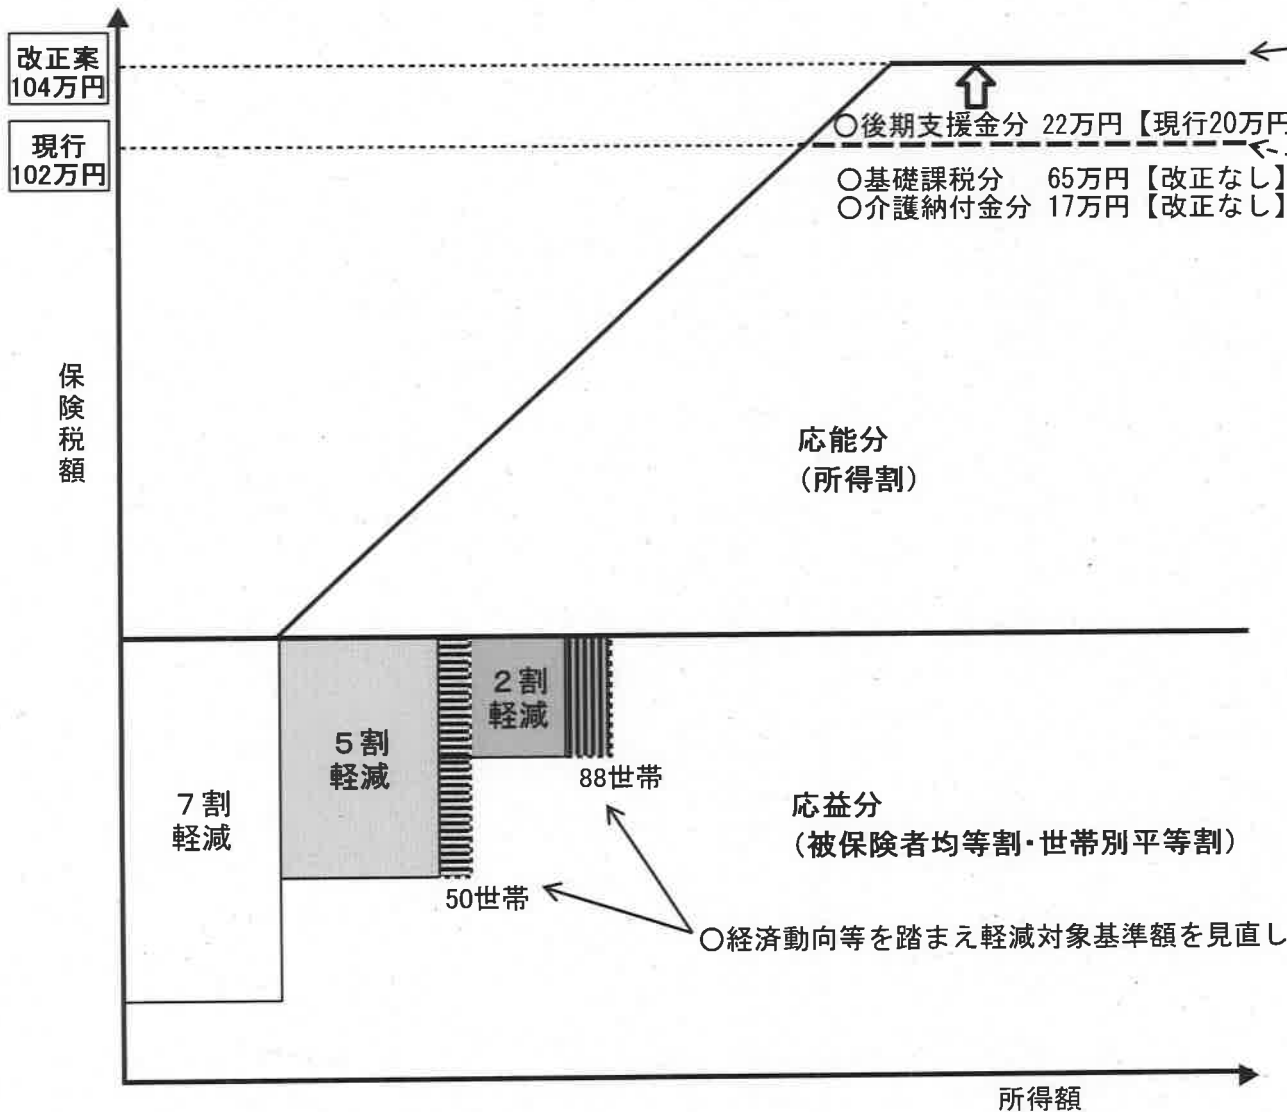 改正案
104万円
○後期支援金分 22万円【現行20万円
現行
102万円
○基礎課税分 65万円【改正なし】
○介護納付金分 17万円【改正なし】
保険税額
応能分
(所得割)
2割
軽減
5割
軽減
88世帯
7割
軽減
応益分
(被保険者均等割・世帯別平等割)
50世帯
○経済動向等を踏まえ軽減対象基準額を見直し
所得額